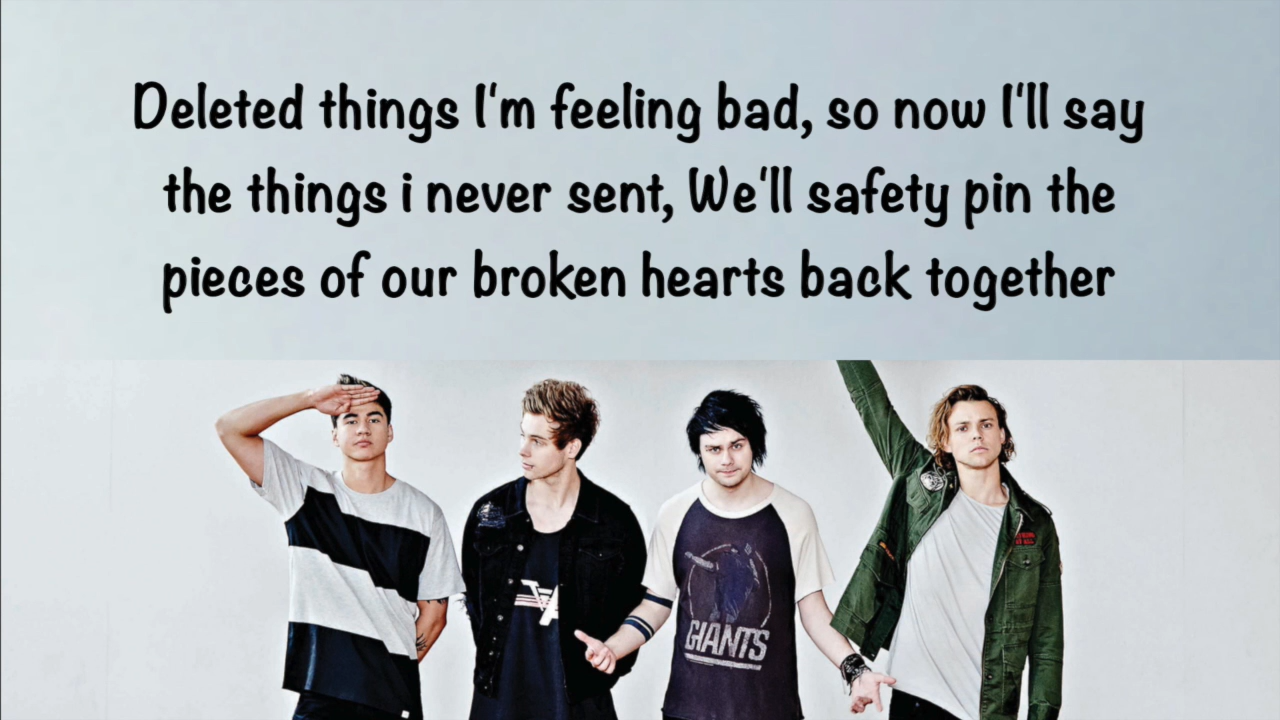 Deleted things I'm feeling bad, so now I'll say
the things i never sent, We'll safety pin the
pieces of our broken hearts back together
GIANTS